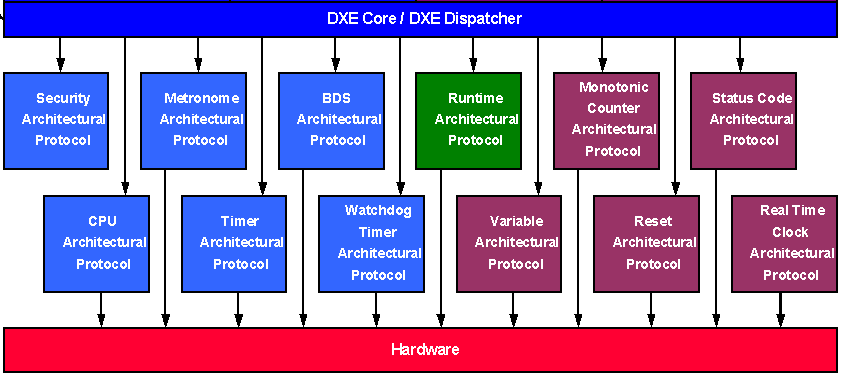 DXE Core / DXE Dispatcher
Security
Architectural
Protocol
Metronome
Architectural
Protocol
BDS
Architectural
Protocol
Runtime
Architectural
Protocol
Monotonic
Counter
Architectural
Protocol
Status Code
Architectural
Protocol
CPU
Architectural
Protocol
Timer
Architectural
Protocol
Watchdog
Timer
Architectural
Protocol
Variable
Architectural
Protocol
Reset
Architectural
Protocol
Real Time
Clock
Architectural
Protocol
Hardware